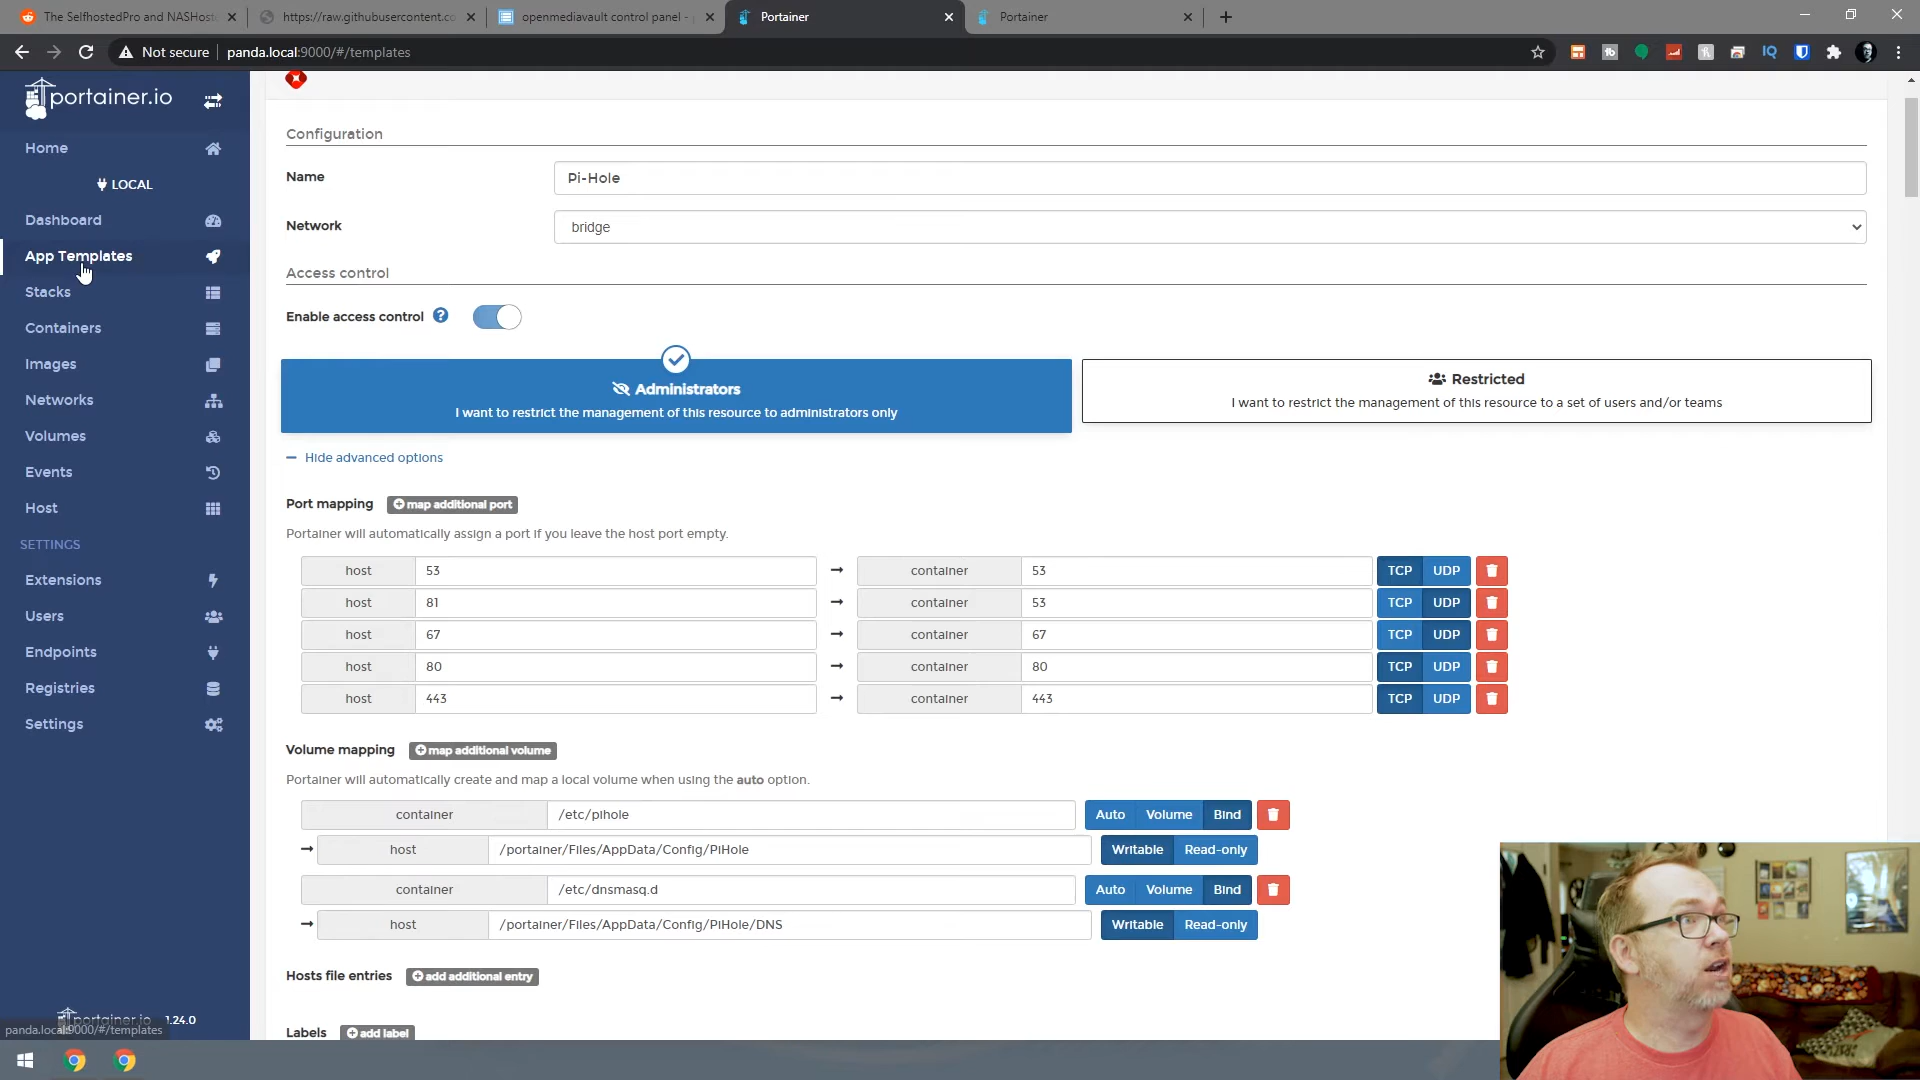 The SelfhostedPro and NASHost
https://raw.githubusercontent.co
openmediavault control panel -
Portainer
Portainer
Not secure
panda.local:9000/#/templates
portainer.io
Home
LOCAL
Dashboard
App Templates
Stacks
Containers
Images
Networks
Volumes
Events
Host
SETTINGS
Extensions
Users
Endpoints
Registries
Settings
portainer.io 1.24.0
panda.local:9000/#/templates
Configuration
Name Pi-Hole
Network bridge
Access control
Enable access control
Administrators
I want to restrict the management of this resource to administrators only
Restricted
I want to restrict the management of this resource to a set of users and/or teams
Hide advanced options
Port mapping map additional port
Portainer will automatically assign a port if you leave the host port empty.
host 53 → container 53 TCP UDP
host 81 → container 53 TCP UDP
host 67 → container 67 TCP UDP
host 80 → container 80 TCP UDP
host 443 → container 443 TCP UDP
Volume mapping map additional volume
Portainer will automatically create and map a local volume when using the auto option.
container /etc/pihole Auto Volume Bind
→ host /portainer/Files/AppData/Config/PiHole Writable Read-only
container /etc/dnsmasq.d Auto Volume Bind
→ host /portainer/Files/AppData/Config/PiHole/DNS Writable Read-only
Hosts file entries add additional entry
Labels add label